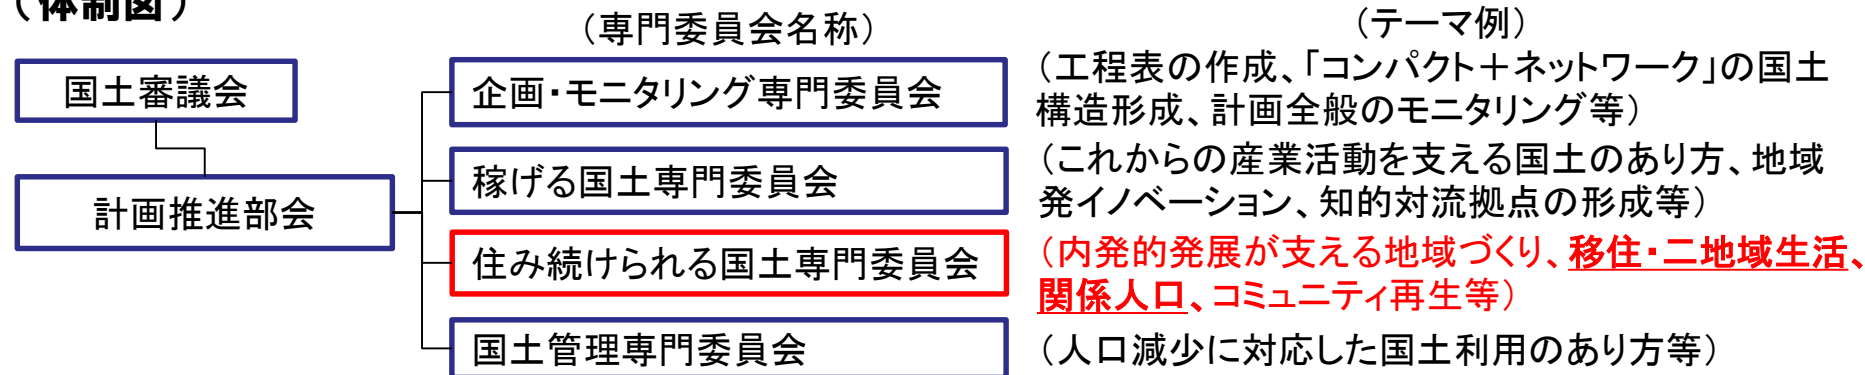 (体制図)
(専門委員会名称)
(テーマ例)
国土審議会
計画推進部会
企画・モニタリング専門委員会
(工程表の作成、「コンパクト+ネットワーク」の国土
構造形成、計画全般のモニタリング等)
稼げる国土専門委員会
(これからの産業活動を支える国土のあり方、地域
発イノベーション、知的対流拠点の形成等)
住み続けられる国土専門委員会
(内発的発展が支える地域づくり、移住・二地域生活、
関係人口、コミュニティ再生等)
国土管理専門委員会
(人口減少に対応した国土利用のあり方等)